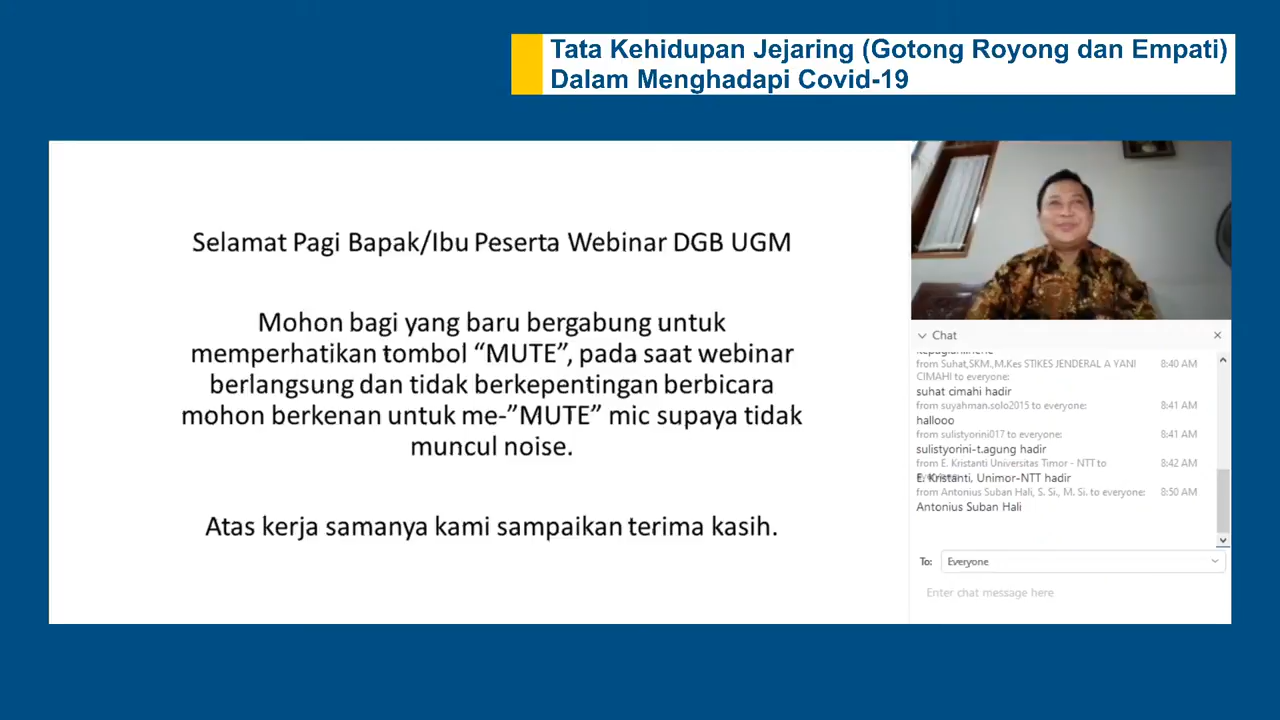 Tata Kehidupan Jejaring (Gotong Royong dan Empati)
Dalam Menghadapi Covid-19
Selamat Pagi Bapak/Ibu Peserta Webinar DGB UGM
Mohon bagi yang baru bergabung untuk
memperhatikan tombol “MUTE”, pada saat webinar
berlangsung dan tidak berkepentingan berbicara
mohon berkenan untuk me-”MUTE” mic supaya tidak
muncul noise.
Atas kerja samanya kami sampaikan terima kasih.
Chat
from Suhat,SKM.,M.Kes STIKES JENDERAL A YANI 8:40 AM
CIMAHI to everyone:
suhat cimahi hadir
from suyahman.solo2015 to everyone: 8:41 AM
hallooo
from sulistyorini017 to everyone: 8:41 AM
sulistyorini-t.agung hadir
from E. Kristanti Universitas Timor - NTT to 8:42 AM
E. Kristanti, Unimor-NTT hadir
from Antonius Suban Hali, S. Si., M. Si. to everyone: 8:50 AM
Antonius Suban Hali
To: Everyone
Enter chat message here